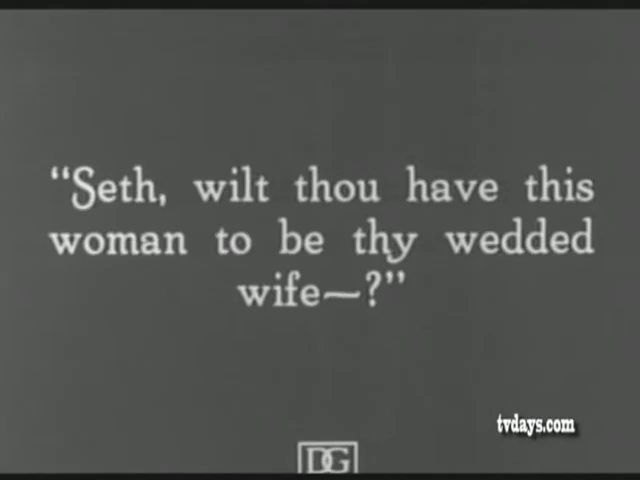 “Seth, wilt thou have this
woman to be thy wedded
wife—?”
tvdays.com
DG